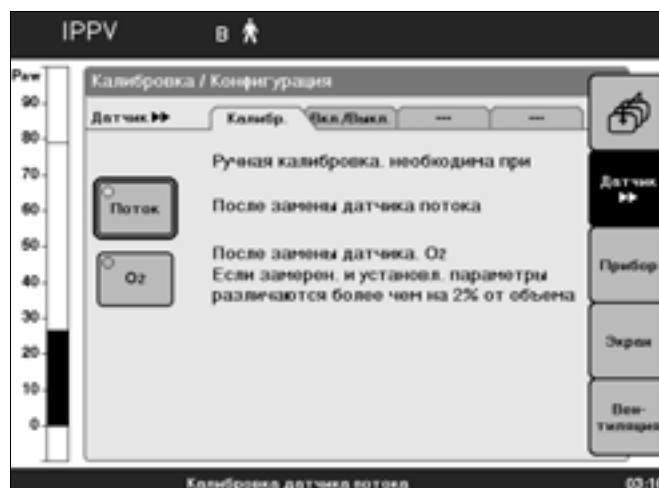 IPPV
В
Paw
90
80
70
60
50
40
30
20
10
0
Калибровка / Конфигурация
Датчик
Калибр.
Вкл./Выкл.
---
---
Ручная калибровка. необходима при
Поток
После замены датчика потока
O2
После замены датчика. O2
Если замерен. и установл. параметры
различаются более чем на 2% от объема
Датчик
Прибор
Экран
Вен-
тиляция
Калибровка датчика потока
03:10